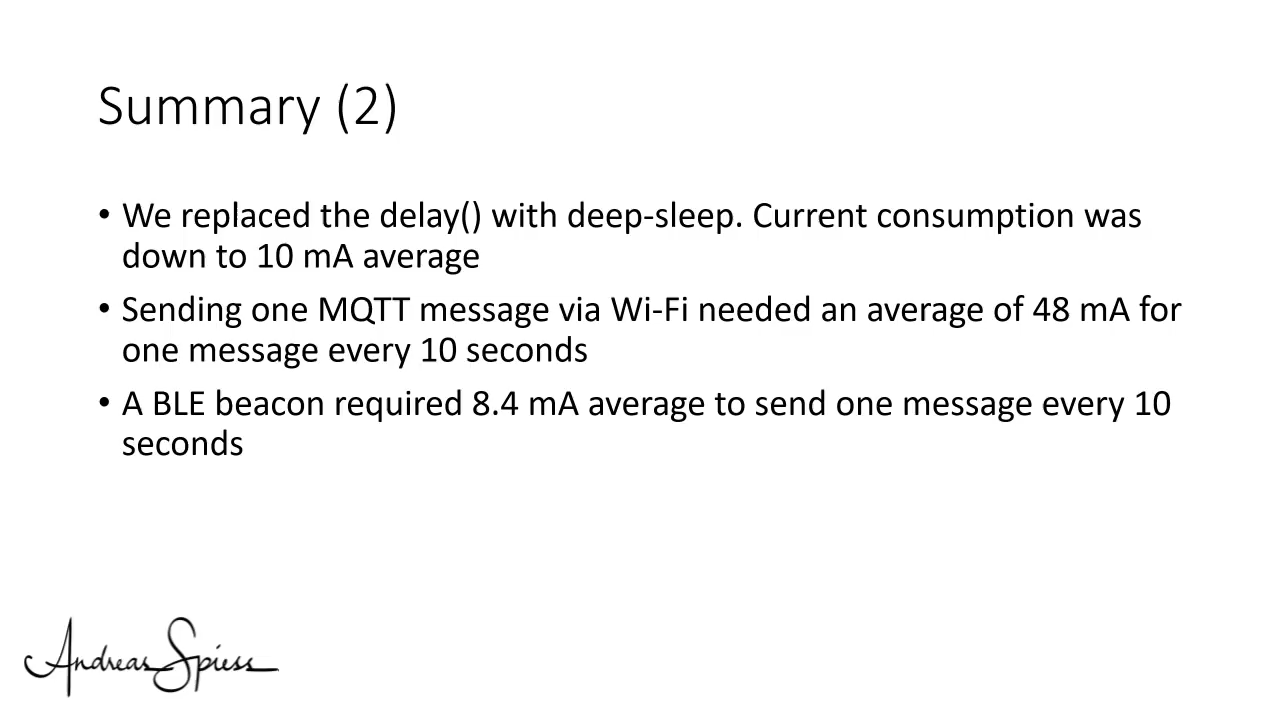 Summary (2)
• We replaced the delay() with deep-sleep. Current consumption was
down to 10 mA average
• Sending one MQTT message via Wi-Fi needed an average of 48 mA for
one message every 10 seconds
• A BLE beacon required 8.4 mA average to send one message every 10
seconds
Andreas Spiess